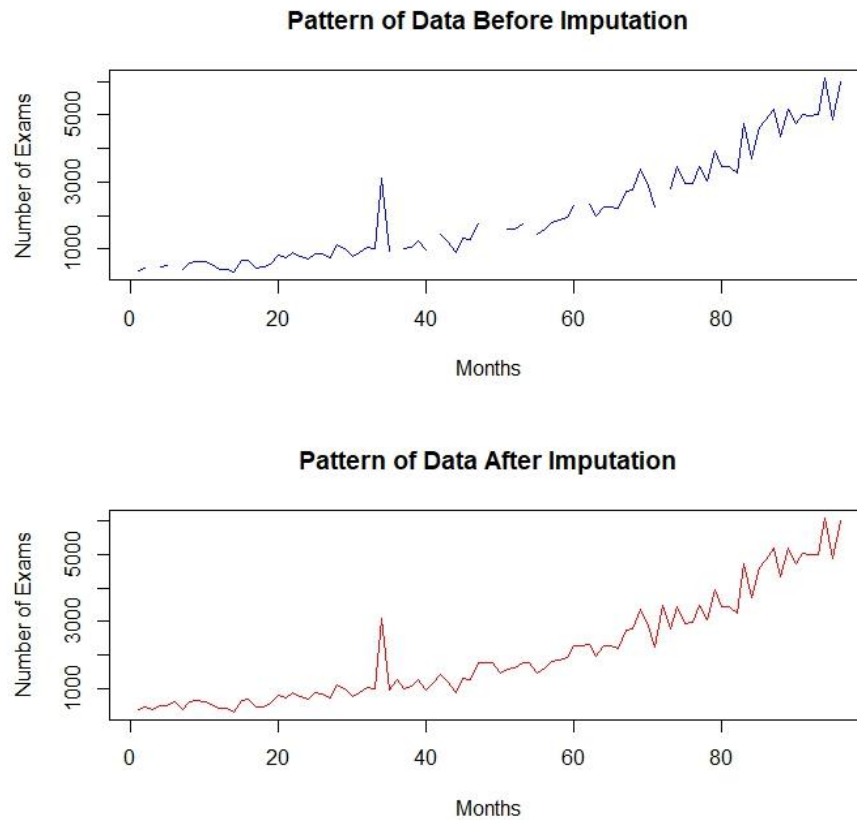 Pattern of Data Before Imputation
Number of Exams
5000
3000
1000
0 20 40 60 80
Months
Pattern of Data After Imputation
Number of Exams
5000
3000
1000
0 20 40 60 80
Months